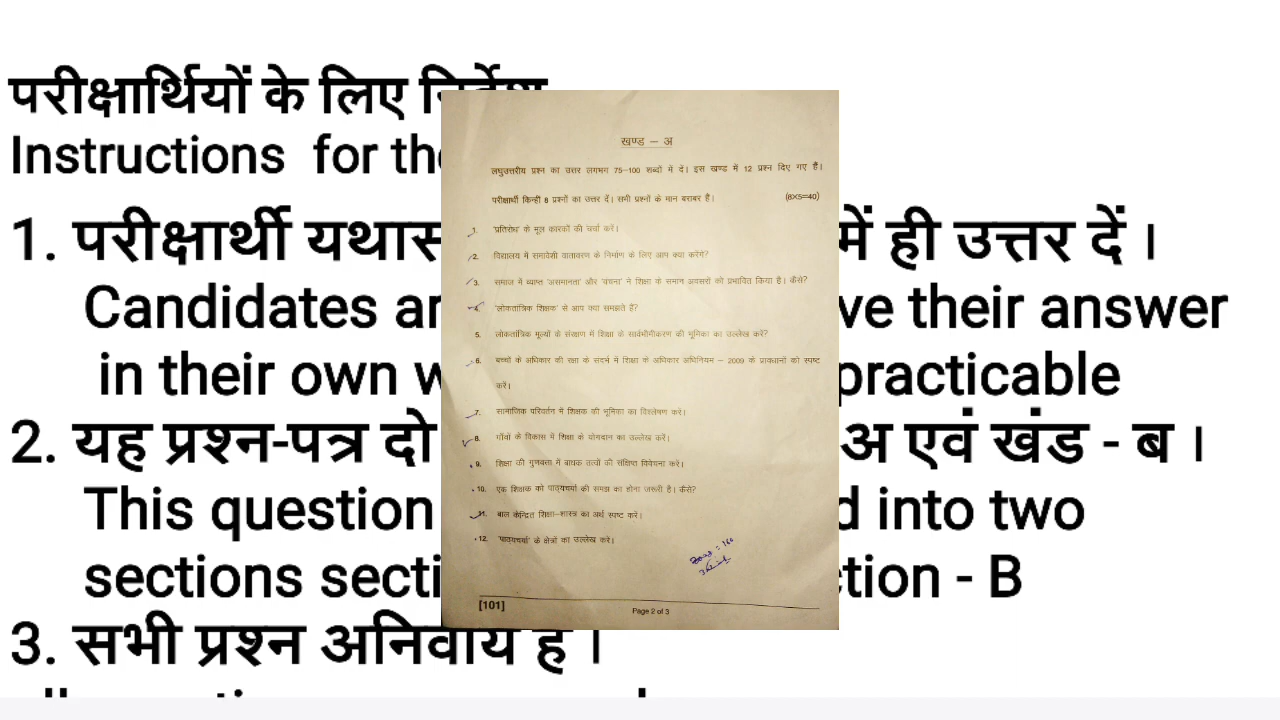 परीक्षार्थियों के लिए निर्देश
Instructions for the
1. परीक्षार्थी यथास में ही उत्तर दें ।
Candidates ar ve their answer
in their own w practicable
2. यह प्रश्न-पत्र दो अ एवं खंड - ब ।
This question d into two
sections secti ction - B
3. सभी प्रश्न अनिवार्य है ।
खण्ड – अ
लघुउत्तरीय प्रश्न का उत्तर लगभग 75–100 शब्दों में दें। इस खण्ड में 12 प्रश्न दिए गए हैं।
परीक्षार्थी किन्हीं 8 प्रश्नों का उत्तर दें। सभी प्रश्नों के मान बराबर हैं। (8X5=40)
1. 'प्रतिरोध' के मूल कारकों की चर्चा करें।
2. विद्यालय में समावेशी वातावरण के निर्माण के लिए आप क्या करेंगे?
3. समाज में व्याप्त 'असमानता' और 'वंचना' ने शिक्षा के समान अवसरों को प्रभावित किया है। कैसे?
4. 'लोकतांत्रिक शिक्षक' से आप क्या समझते हैं?
5. लोकतांत्रिक मूल्यों के संरक्षण में शिक्षा के सार्वभौमीकरण की भूमिका का उल्लेख करें?
6. बच्चों के अधिकार की रक्षा के संदर्भ में शिक्षा के अधिकार अधिनियम – 2009 के प्रावधानों को स्पष्ट
करें।
7. सामाजिक परिवर्तन में शिक्षक की भूमिका का विश्लेषण करें।
8. गाँवों के विकास में शिक्षा के योगदान का उल्लेख करें।
9. शिक्षा की गुणवत्ता में बाधक तत्वों की संक्षिप्त विवेचना करें।
10. एक शिक्षक को पाठ्यचर्या की समझ का होना जरूरी है। कैसे?
11. बाल केन्द्रित शिक्षा–शास्त्र का अर्थ स्पष्ट करें।
12. 'पाठ्यचर्या' के क्षेत्रों का उल्लेख करें।
[101]
Page 2 of 3